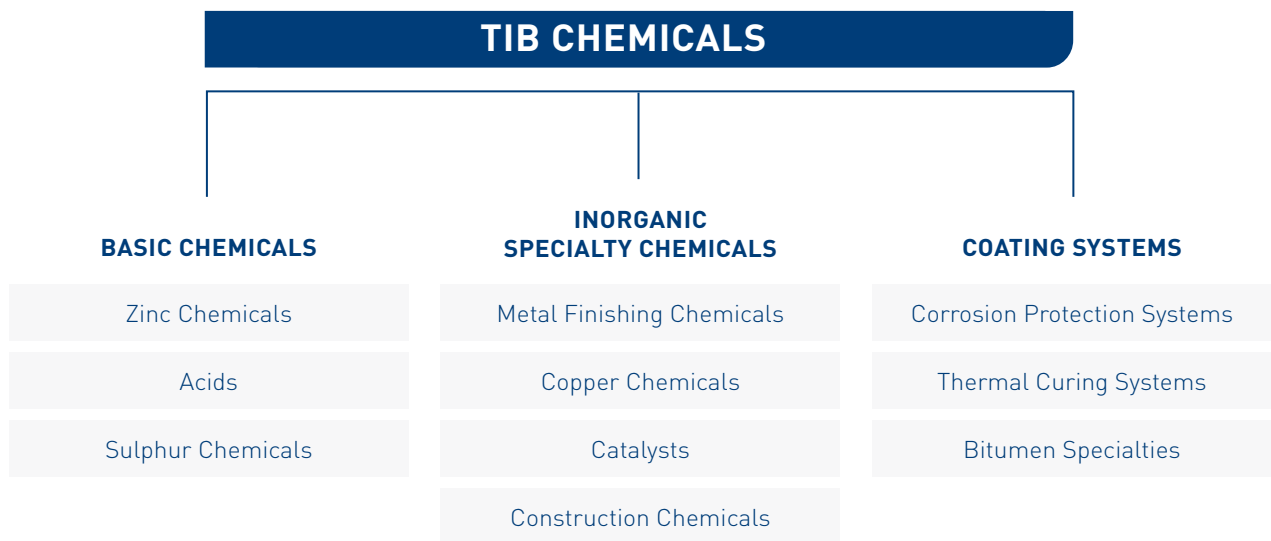 TIB CHEMICALS
BASIC CHEMICALS
Zinc Chemicals
Acids
Sulphur Chemicals
INORGANIC
SPECIALTY CHEMICALS
Metal Finishing Chemicals
Copper Chemicals
Catalysts
Construction Chemicals
COATING SYSTEMS
Corrosion Protection Systems
Thermal Curing Systems
Bitumen Specialties